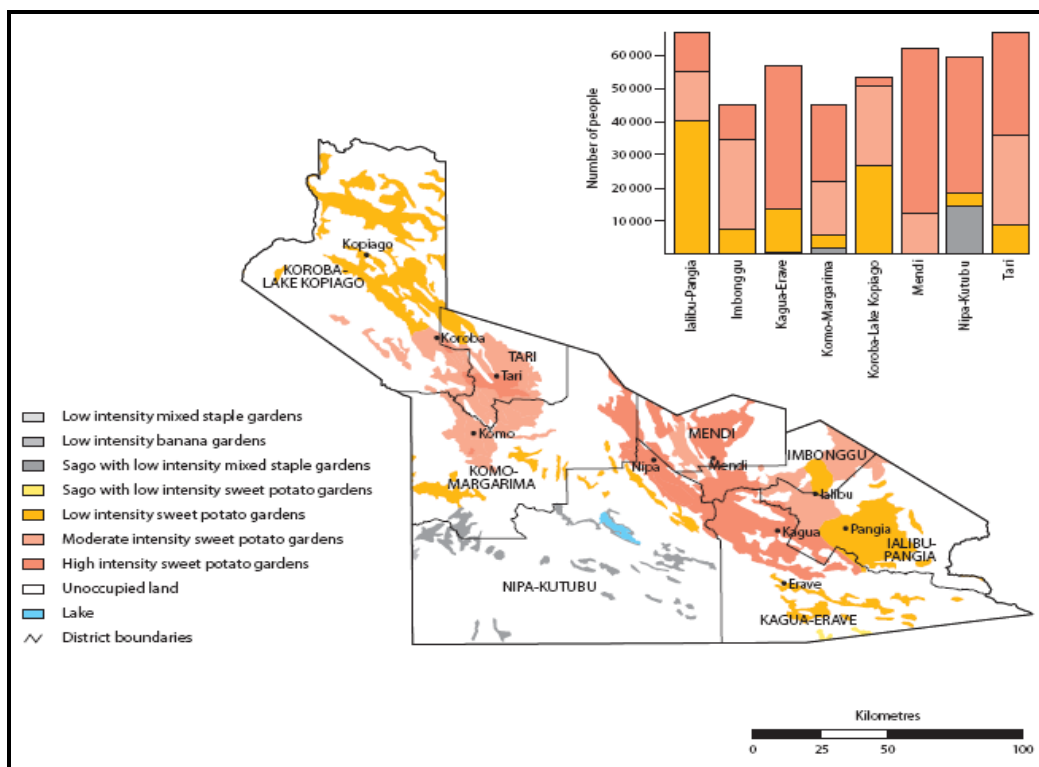 60 000
50 000
40 000
30 000
20 000
10 000
Number of people
Ialibu-Pangia
Imbonggu
Kagua-Erave
Komo-Margarima
Koroba-Lake Kopiago
Mendi
Nipa-Kutubu
Tari
Kopiago
KOROBA-
LAKE KOPIAGO
Koroba
TARI
Tari
Komo
KOMO-
MARGARIMA
MENDI
Mendi
Nipa
IMBONGGU
Ialibu
Kagua
Pangia
IALIBU-
PANGIA
NIPA-KUTUBU
Erave
KAGUA-ERAVE
Low intensity mixed staple gardens
Low intensity banana gardens
Sago with low intensity mixed staple gardens
Sago with low intensity sweet potato gardens
Low intensity sweet potato gardens
Moderate intensity sweet potato gardens
High intensity sweet potato gardens
Unoccupied land
Lake
District boundaries
Kilometres
0 25 50 100